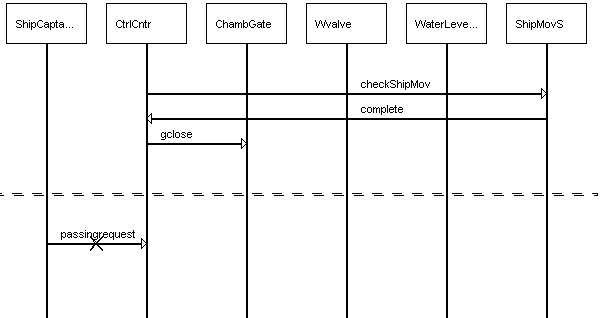 ShipCapta...
CtrlCntr
ChambGate
Wvalve
WaterLeve...
ShipMovS
checkShipMov
complete
gclose
passingrequest